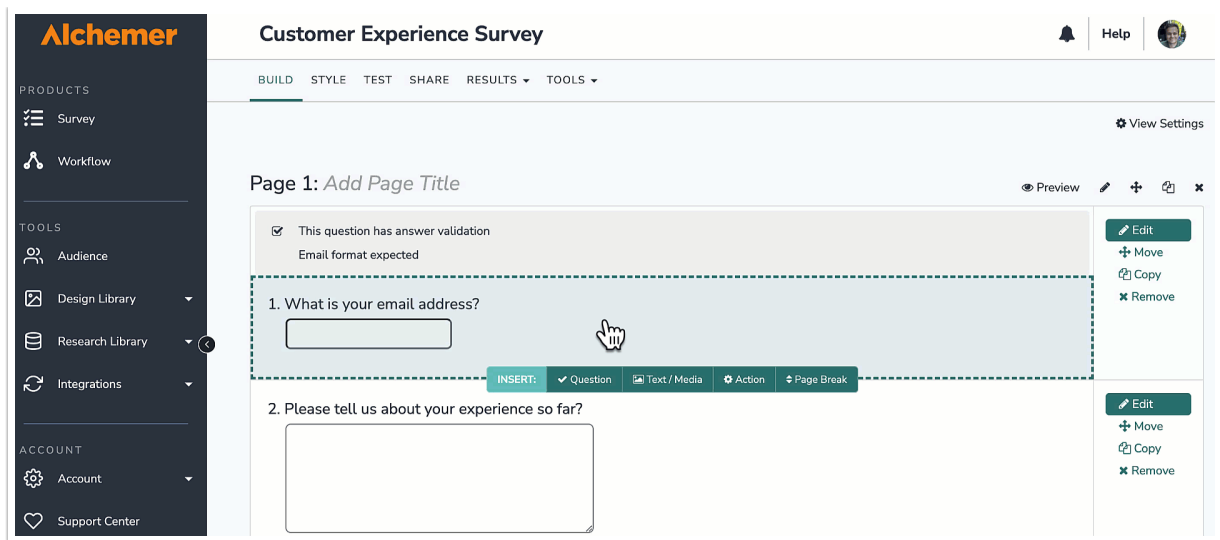 Alchemer
Customer Experience Survey
Help
PRODUCTS
Survey
Workflow
TOOLS
Audience
Design Library
Research Library
Integrations
ACCOUNT
Account
Support Center
BUILD STYLE TEST SHARE RESULTS TOOLS
View Settings
Page 1: Add Page Title
Preview
This question has answer validation
Email format expected
Edit
Move
Copy
Remove
1. What is your email address?
INSERT: Question Text / Media Action Page Break
2. Please tell us about your experience so far?
Edit
Move
Copy
Remove